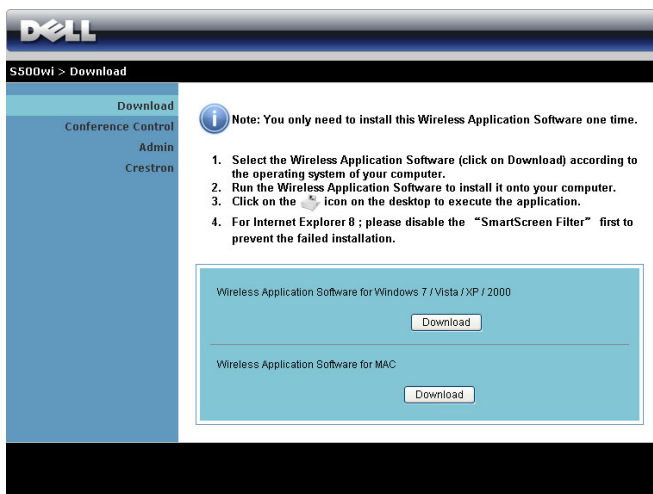 DELL
S500wi > Download
Download
Conference Control
Admin
Crestron
Note: You only need to install this Wireless Application Software one time.
1. Select the Wireless Application Software (click on Download) according to
the operating system of your computer.
2. Run the Wireless Application Software to install it onto your computer.
3. Click on the icon on the desktop to execute the application.
4. For Internet Explorer 8 ; please disable the “SmartScreen Filter” first to
prevent the failed installation.
Wireless Application Software for Windows 7 / Vista / XP / 2000
Download
Wireless Application Software for MAC
Download